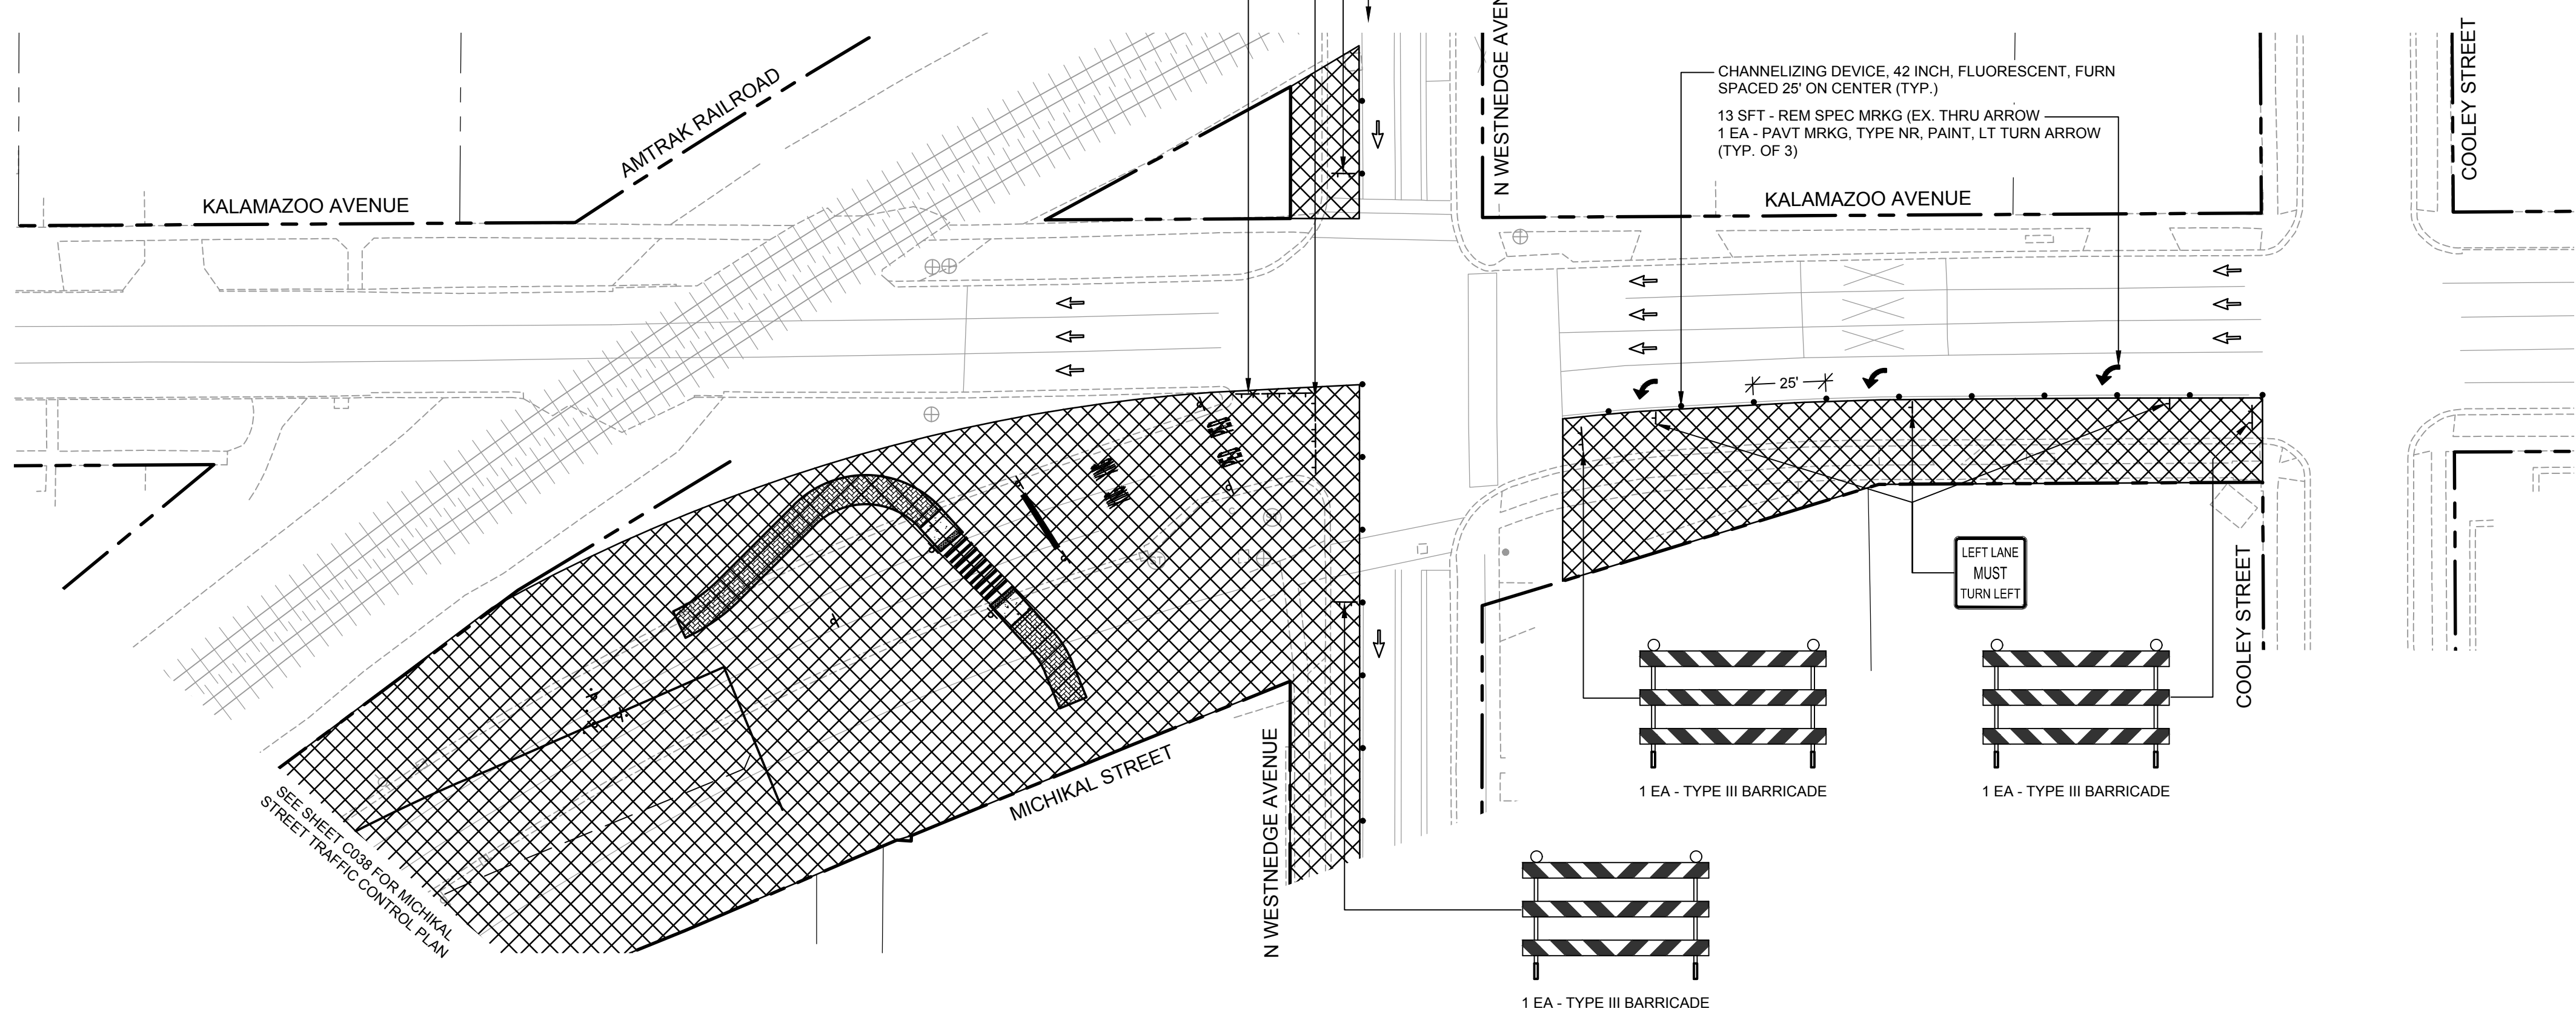 N WESTNEDGE AVEN
COOLEY STREET
CHANNELIZING DEVICE, 42 INCH, FLUORESCENT, FURN
SPACED 25' ON CENTER (TYP.)
13 SFT - REM SPEC MRKG (EX. THRU ARROW
1 EA - PAVT MRKG, TYPE NR, PAINT, LT TURN ARROW
(TYP. OF 3)
AMTRAK RAILROAD
KALAMAZOO AVENUE
KALAMAZOO AVENUE
25'
LEFT LANE
MUST
TURN LEFT
COOLEY STREET
MICHIKAL STREET
N WESTNEDGE AVENUE
SEE SHEET C038 FOR MICHIKAL
STREET TRAFFIC CONTROL PLAN
1 EA - TYPE III BARRICADE
1 EA - TYPE III BARRICADE
1 EA - TYPE III BARRICADE